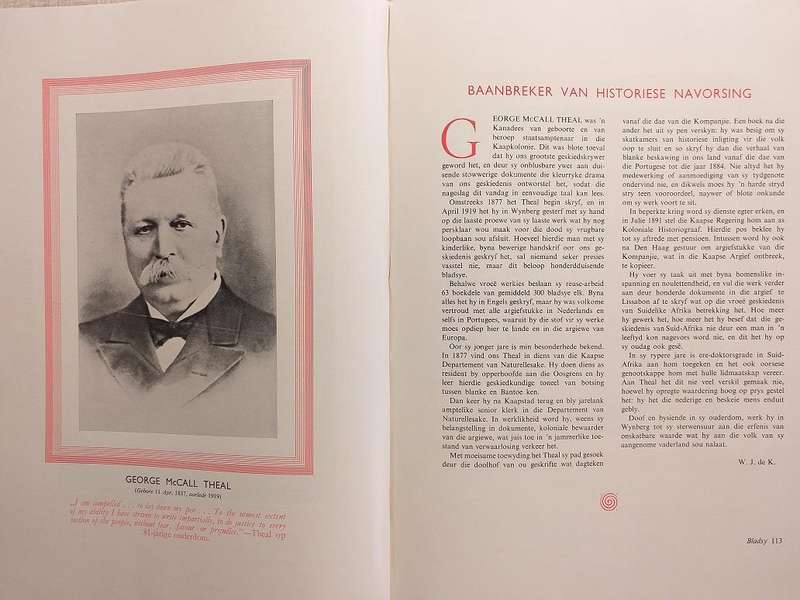 GEORGE McCALL THEAL
(Gebore 11 Apr. 1837, oorlede 1919)
„I am compelled . . . to lay down my pen . . . To the utmost extent
of my ability I have striven to write impartially, to do justice to every
section of the people, without fear, favour or prejudice."—Theal op
81-jarige ouderdom.
BAANBREKER VAN HISTORIESE NAVORSING
GEORGE McCALL THEAL was 'n
Kanadees van geboorte en van
beroep staatsamptenaar in die
Kaapkolonie. Dit was blote toeval
dat hy ons grootste geskiedskrywer
geword het, en deur sy onblusbare ywer aan dui-
sende stowwerige dokumente die kleurryke drama
van ons geskiedenis ontworstel het, sodat die
nageslag dit vandag in eenvoudige taal kan lees.
Omstreeks 1877 het Theal begin skryf, en in
April 1919 het hy in Wynberg gesterf met sy hand
op die laaste proewe van sy laaste werk wat hy nog
persklaar wou maak voor die dood sy vrugbare
loopbaan sou afsluit. Hoeveel hierdie man met sy
kinderlike, byna bewerige handskrif oor ons ge-
skiedenis geskryf het, sal niemand seker presies
vasstel nie, maar dit beloop honderdduisende
bladsye.
Behalwe vroeë werkies beslaan sy reuse-arbeid
63 boekdele van gemiddeld 300 bladsye elk. Byna
alles het hy in Engels geskryf, maar hy was volkome
vertroud met alle argiefstukke in Nederlands en
selfs in Portugees, waaruit by die stof vir sy werke
moes opdiep hier te lande en in die argiewe van
Europa.
Oor sy jonger jare is min besonderhede bekend.
In 1877 vind ons Theal in diens van die Kaapse
Departement van Naturellesake. Hy doen diens as
resident by opperhoofde aan die Oosgrens en hy
leer hierdie geskiedkundige toneel van botsing
tussen blanke en Bantoe ken.
Dan keer hy na Kaapstad terug en bly jarelank
amptelike senior klerk in die Departement van
Naturellesake. In werklikheid word hy, weens sy
belangstelling in dokumente, koloniale bewaarder
van die argiewe, wat juis toe in 'n jammerlike toe-
stand van verwaarlosing verkeer het.
Met moeisame toewyding het Theal sy pad gesoek
deur die doolhof van ou geskrifte wat dagteken
vanaf die dae van die Kompanjie. Een boek na die
ander het uit sy pen verskyn: hy was besig om sy
skatkamers van historiese inligting vir die volk
oop te sluit en so skryf hy dan die verhaal van
blanke beskawing in ons land vanaf die dae van
die Portugese tot die jaar 1884. Nie altyd het hy
medewerking of aanmoediging van sy tydgenote
ondervind nie, en dikwels moes hy 'n harde stryd
stry teen vooroordeel, naywer of blote onkunde
om sy werk voort te sit.
In beperkte kring word sy dienste egter erken, en
in Julie 1891 stel die Kaapse Regering hom aan as
Koloniale Historiograaf. Hierdie pos beklee hy
tot sy aftrede met pensioen. Intussen word hy ook
na Den Haag gestuur om argiefstukke van die
Kompanjie, wat in die Kaapse Argief ontbreek,
te kopieer.
Hy voer sy taak uit met byna homenslike in-
spanning en noulettendheid, en vul die werk verder
aan deur honderde dokumente in die argief te
Lissabon af te skryf wat op die vroë geskiedenis
van Suidelike Afrika betrekking het. Hoe meer
hy gewerk het, hoe meer het hy besef dat die ge-
skiedenis van Suid-Afrika nie deur een man in 'n
leeftyd kon nagevors word nie, en dit het hy op
sy oudag ook gesê.
In sy rypere jare is ere-doktorsgrade in Suid-
Afrika aan hom toegeken en het ook oorsese
genootskappe hom met hulle lidmaatskap vereer.
Aan Theal het dit nie veel verskil gemaak nie,
hoewel hy opregte waardering hoog op prys gestel
het: hy het die nederige en beskeie mens enduit
gebly.
Doof en bysiende in sy ouderdom, werk hy in
Wynberg tot sy sterwensuur aan die erfenis van
onskatbare waarde wat hy aan die volk van sy
aangenome vaderland sou nalaat.
W. J. de K.
Bladsy 113